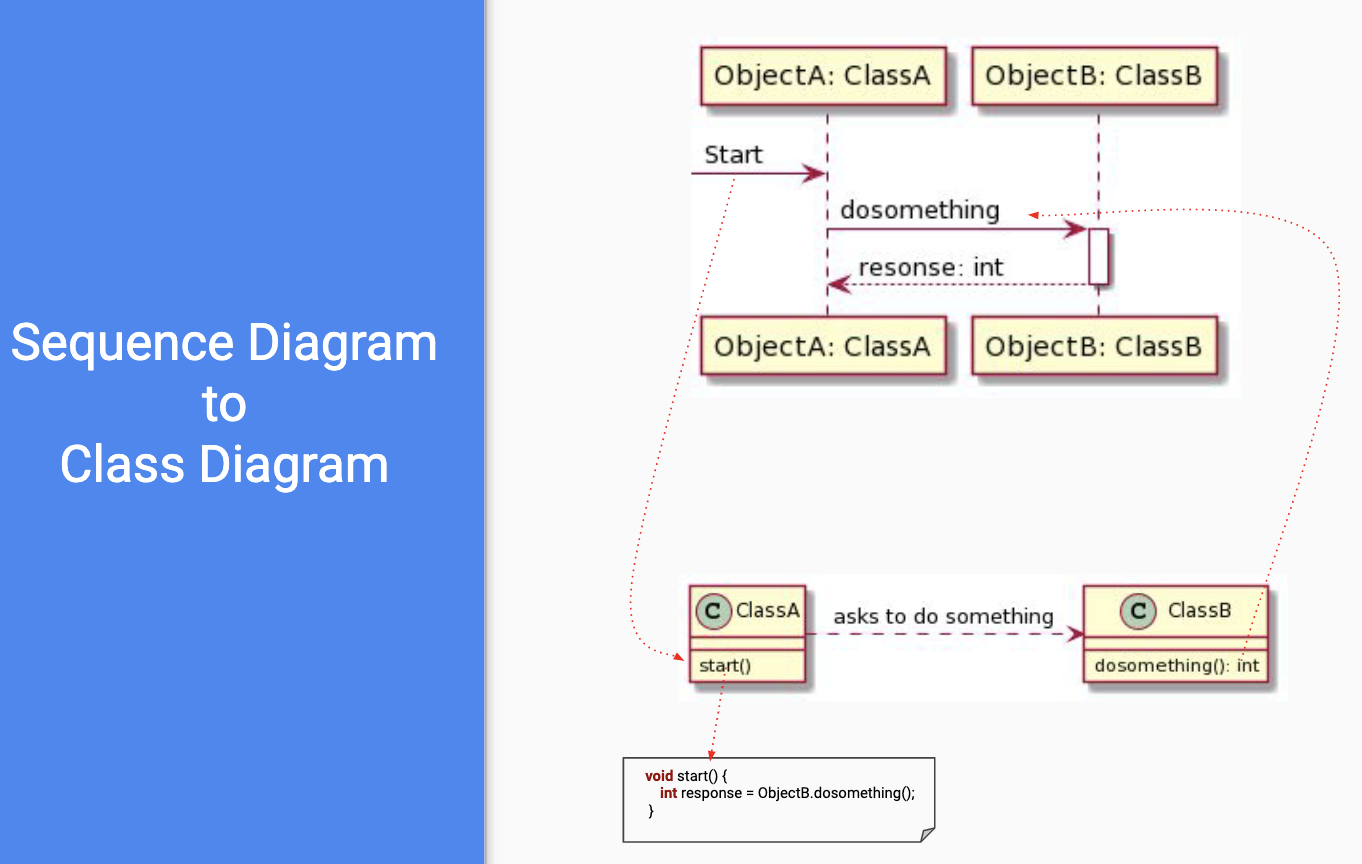 Sequence Diagram
to
Class Diagram
ObjectA: ClassA
ObjectB: ClassB
Start
dosomething
resonse: int
ObjectA: ClassA
ObjectB: ClassB
C ClassA
asks to do something
C ClassB
start()
dosomething(): int
void start() {
int response = ObjectB.dosomething();
}